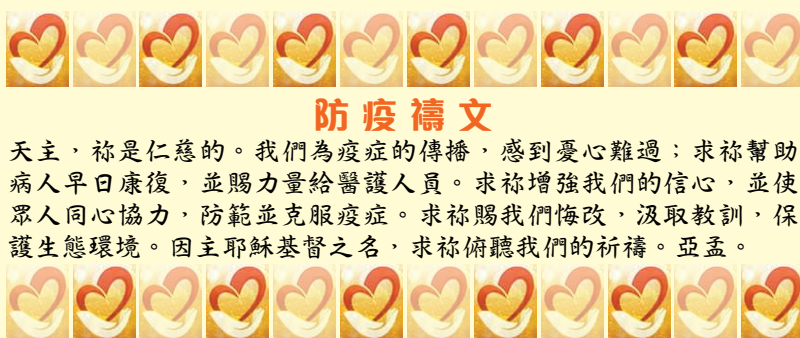 防疫禱文
天主，祢是仁慈的。我們為疫症的傳播，感到憂心難過；求祢幫助
病人早日康復，並賜力量給醫護人員。求祢增強我們的信心，並使
眾人同心協力，防範並克服疫症。求祢賜我們悔改，汲取教訓，保
護生態環境。因主耶穌基督之名，求祢俯聽我們的祈禱。亞孟。